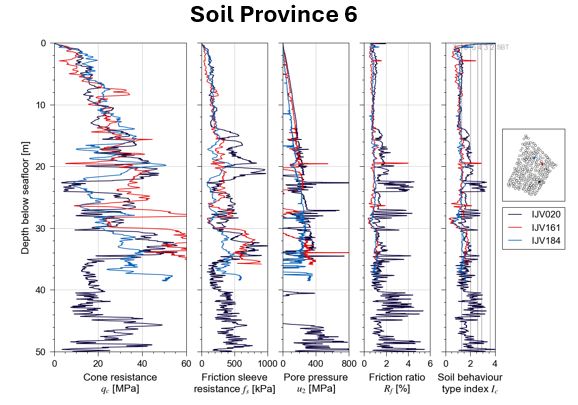 Soil Province 6
Depth below seafloor [m]
0
10
20
30
40
50
0 20 40 60
Cone resistance
qc [MPa]
0 500 1000
Friction sleeve
resistance fs [kPa]
0 400 800
Pore pressure
u2 [MPa]
0 2 4 6
Friction ratio
Rf [%]
SBT
0 2 4
Soil behaviour
type index Ic
IJV020
IJV161
IJV184